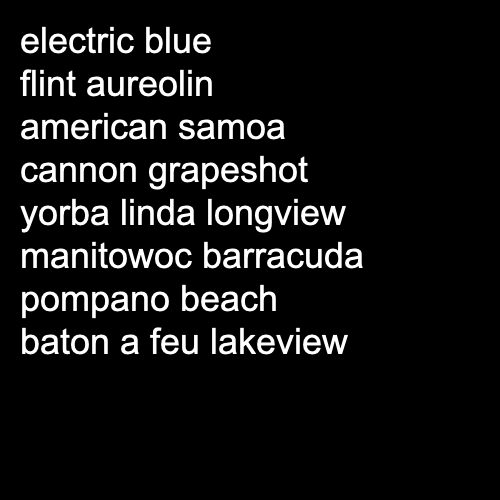 electric blue
flint aureolin
american samoa
cannon grapeshot
yorba linda longview
manitowoc barracuda
pompano beach
baton a feu lakeview